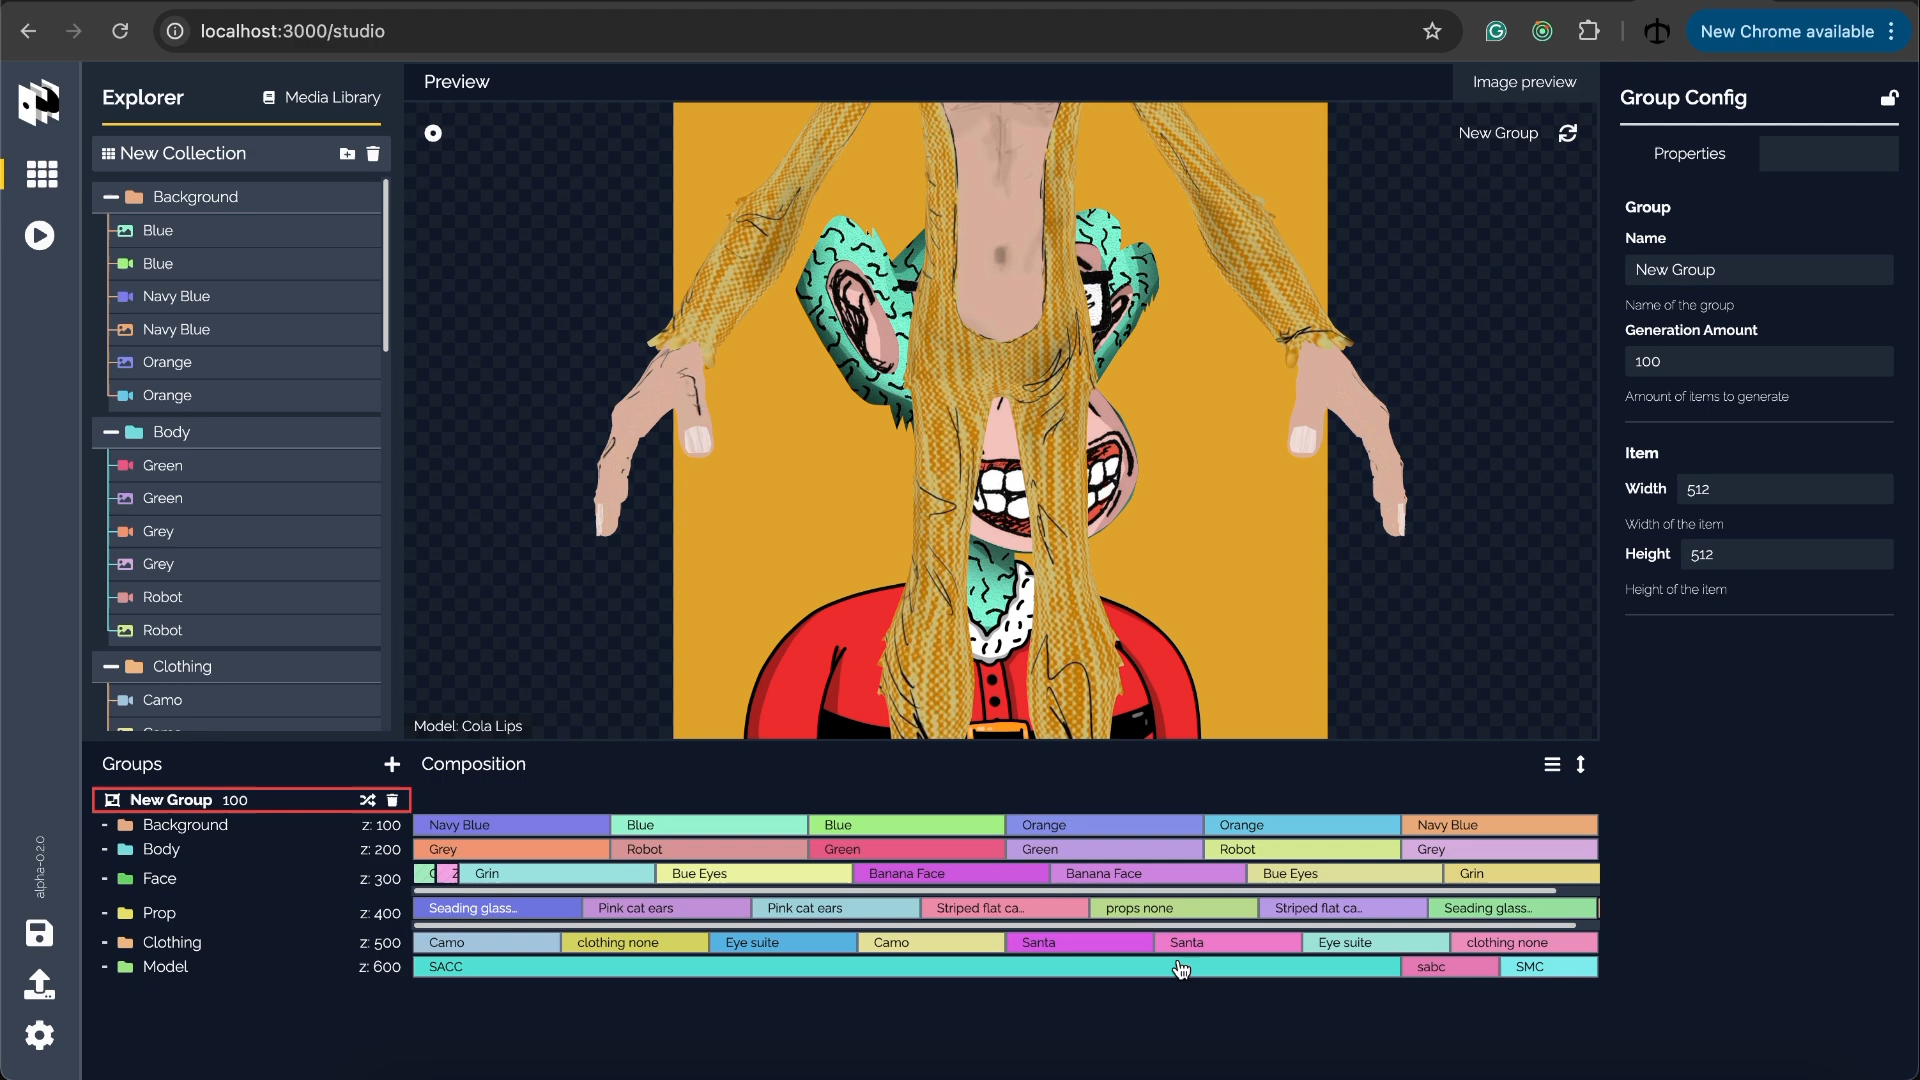 localhost:3000/studio
New Chrome available
Explorer
Media Library
New Collection
Background
Blue
Blue
Navy Blue
Navy Blue
Orange
Orange
Body
Green
Green
Grey
Grey
Robot
Robot
Clothing
Camo
Preview
Image preview
New Group
Model: Cola Lips
Group Config
Properties
Group
Name
New Group
Name of the group
Generation Amount
100
Amount of items to generate
Item
Width 512
Width of the item
Height 512
Height of the item
Groups
Composition
New Group 100
Background z: 100 Navy Blue Blue Blue Orange Orange Navy Blue
Body z: 200 Grey Robot Green Green Robot Grey
Face z: 300 Z Grin Bue Eyes Banana Face Banana Face Bue Eyes Grin
Prop z: 400 Seading glass... Pink cat ears Pink cat ears Striped flat ca... props none Striped flat ca... Seading glass...
Clothing z: 500 Camo clothing none Eye suite Camo Santa Santa Eye suite clothing none
Model z: 600 SACC sabc SMC
alpha-0.2.0